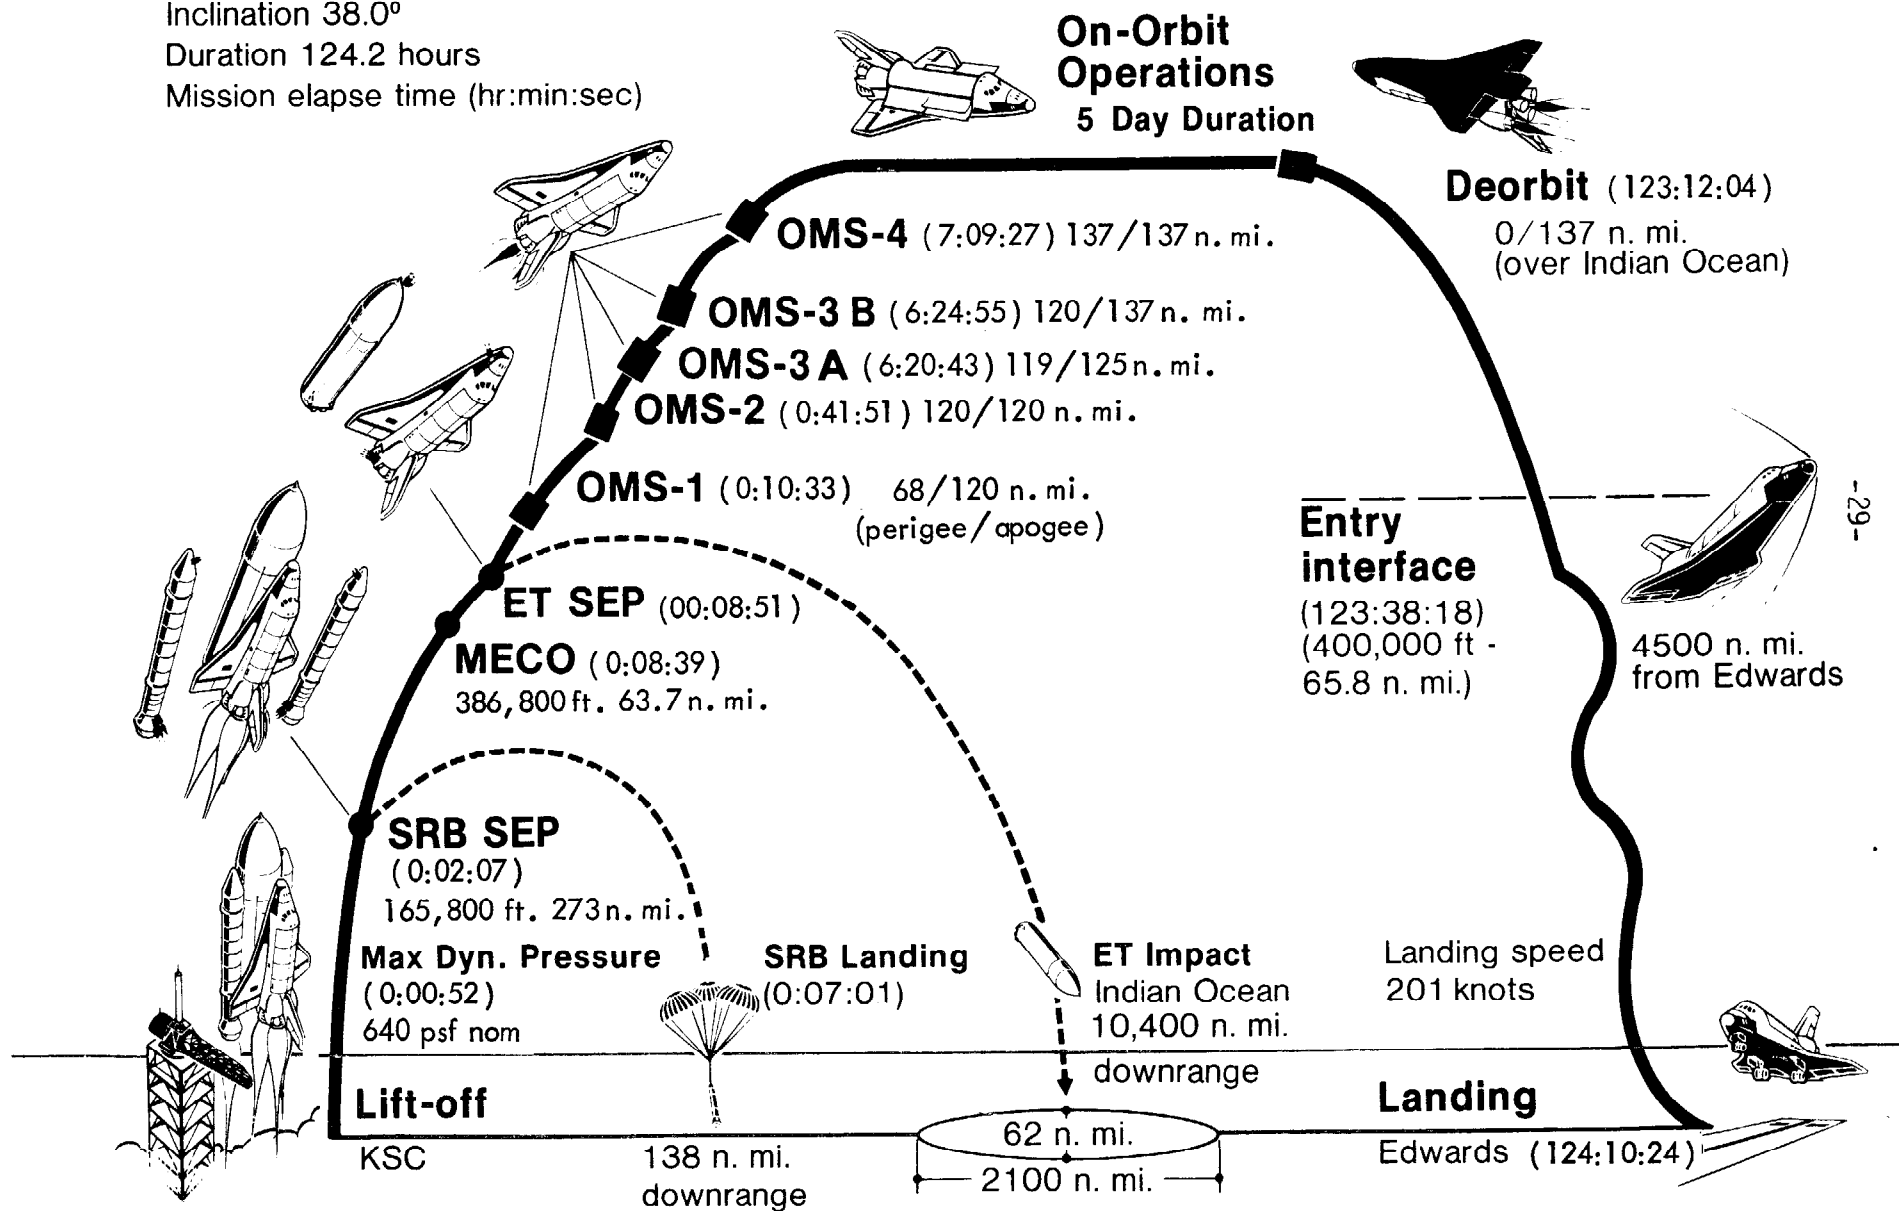 Inclination 38.0º
Duration 124.2 hours
Mission elapse time (hr:min:sec)
On-Orbit
Operations
5 Day Duration
Deorbit (123:12:04)
0/137 n. mi.
(over Indian Ocean)
OMS-4 (7:09:27) 137/137 n. mi.
OMS-3 B (6:24:55) 120/137 n. mi.
OMS-3 A (6:20:43) 119/125 n. mi.
OMS-2 (0:41:51) 120/120 n. mi.
OMS-1 (0:10:33) 68/120 n. mi.
(perigee/apogee)
ET SEP (00:08:51)
MECO (0:08:39)
386,800 ft. 63.7 n. mi.
Entry
interface
(123:38:18)
(400,000 ft -
65.8 n. mi.)
4500 n. mi.
from Edwards
-29-
SRB SEP
(0:02:07)
165,800 ft. 273 n. mi.
Max Dyn. Pressure
(0:00:52)
640 psf nom
SRB Landing
(0:07:01)
ET Impact
Indian Ocean
10,400 n. mi.
downrange
Landing speed
201 knots
Lift-off
KSC
138 n. mi.
downrange
62 n. mi.
2100 n. mi.
Landing
Edwards (124:10:24)